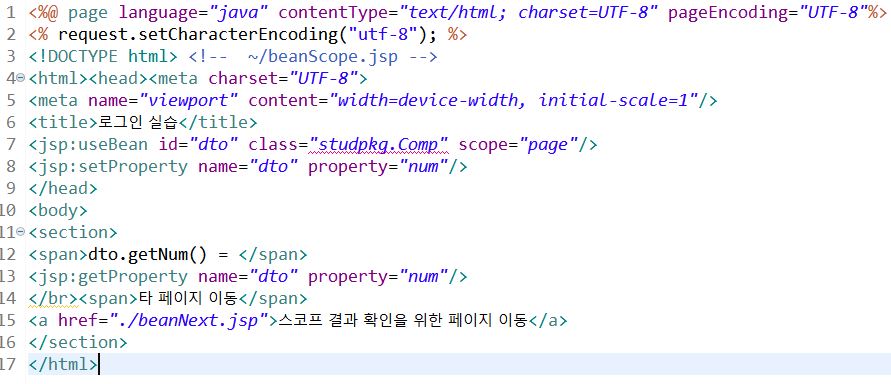 1 <%@ page language="java" contentType="text/html; charset=UTF-8" pageEncoding="UTF-8"%>
2 <% request.setCharacterEncoding("utf-8"); %>
3 <!DOCTYPE html> <!--  ~/beanScope.jsp -->
4 <html><head><meta charset="UTF-8">
5 <meta name="viewport" content="width=device-width, initial-scale=1"/>
6 <title>로그인 실습</title>
7 <jsp:useBean id="dto" class="studpkg.Comp" scope="page"/>
8 <jsp:setProperty name="dto" property="num"/>
9 </head>
10 <body>
11 <section>
12 <span>dto.getNum() = </span>
13 <jsp:getProperty name="dto" property="num"/>
14 </br><span>타 페이지 이동</span>
15 <a href="./beanNext.jsp">스코프 결과 확인을 위한 페이지 이동</a>
16 </section>
17 </html>